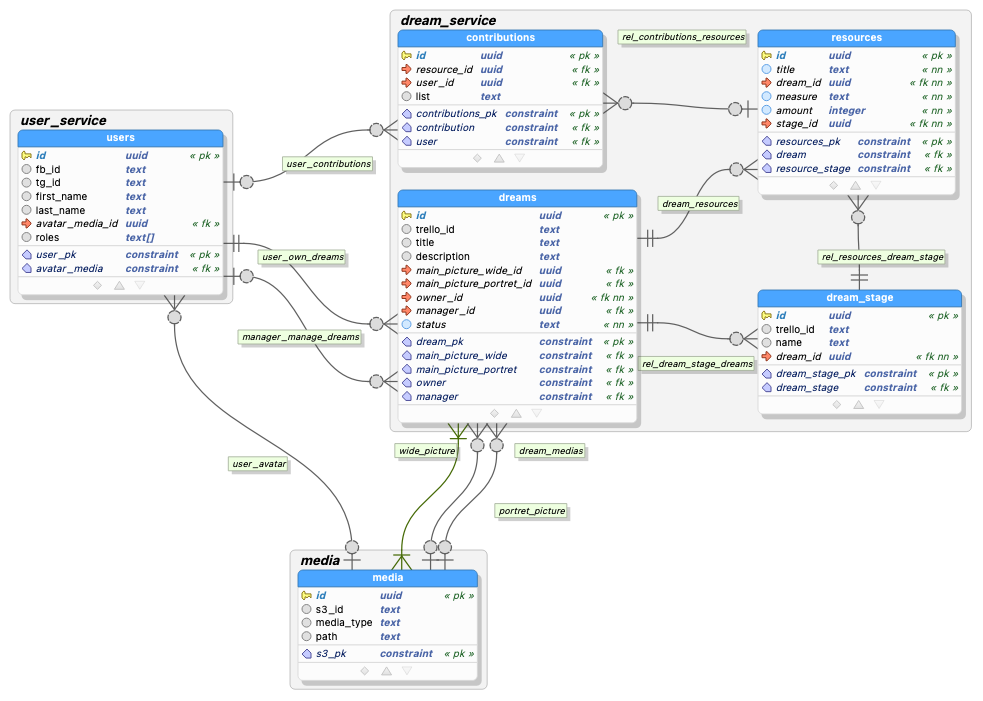 dream_service
contributions
id uuid « pk »
resource_id uuid « fk »
user_id uuid « fk »
list text
contributions_pk constraint « pk »
contribution constraint « fk »
user constraint « fk »
rel_contributions_resources
resources
id uuid « pk »
title text « nn »
dream_id uuid « fk nn »
measure text « nn »
amount integer « nn »
stage_id uuid « fk nn »
resources_pk constraint « pk »
dream constraint « fk »
resource_stage constraint « fk »
user_service
users
id uuid « pk »
fb_id text
tg_id text
first_name text
last_name text
avatar_media_id uuid « fk »
roles text[]
user_pk constraint « pk »
avatar_media constraint « fk »
user_contributions
user_own_dreams
manager_manage_dreams
dreams
id uuid « pk »
trello_id text
title text
description text
main_picture_wide_id uuid « fk »
main_picture_portret_id uuid « fk »
owner_id uuid « fk nn »
manager_id uuid « fk »
status text « nn »
dream_pk constraint « pk »
main_picture_wide constraint « fk »
main_picture_portret constraint « fk »
owner constraint « fk »
manager constraint « fk »
dream_resources
rel_resources_dream_stage
dream_stage
id uuid « pk »
trello_id text
name text
dream_id uuid « fk nn »
dream_stage_pk constraint « pk »
dream_stage constraint « fk »
rel_dream_stage_dreams
wide_picture
dream_medias
user_avatar
portret_picture
media
media
id uuid « pk »
s3_id text
media_type text
path text
s3_pk constraint « pk »